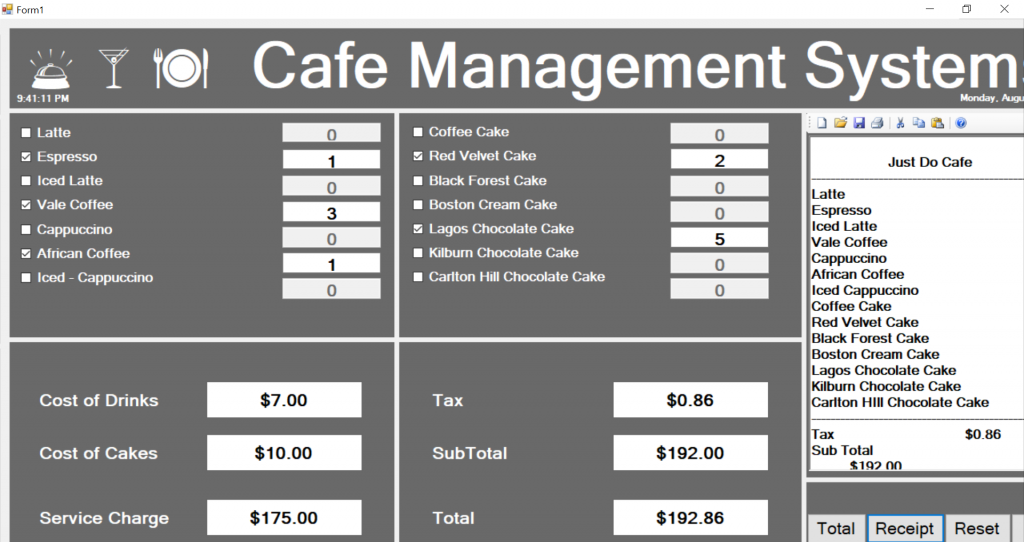 Form1
Cafe Management Systems
9:41:11 PM
Monday, Augu
Latte 0
Espresso 1
Iced Latte 0
Vale Coffee 3
Cappuccino 0
African Coffee 1
Iced - Cappuccino 0
Coffee Cake 0
Red Velvet Cake 2
Black Forest Cake 0
Boston Cream Cake 0
Lagos Chocolate Cake 5
Kilburn Chocolate Cake 0
Carlton Hill Chocolate Cake 0
Just Do Cafe
Latte
Espresso
Iced Latte
Vale Coffee
Cappuccino
African Coffee
Iced Cappuccino
Coffee Cake
Red Velvet Cake
Black Forest Cake
Boston Cream Cake
Lagos Chocolate Cake
Kilburn Chocolate Cake
Carlton HIll Chocolate Cake
Tax $0.86
Sub Total
$192.00
Cost of Drinks $7.00
Cost of Cakes $10.00
Service Charge $175.00
Tax $0.86
SubTotal $192.00
Total $192.86
Total Receipt Reset